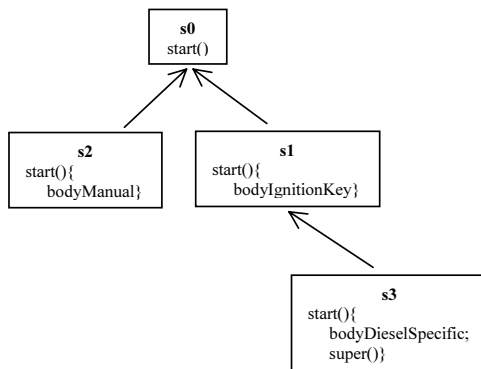 s0
start()
s2
start(){
bodyManual}
s1
start(){
bodyIgnitionKey}
s3
start(){
bodyDieselSpecific;
super()}